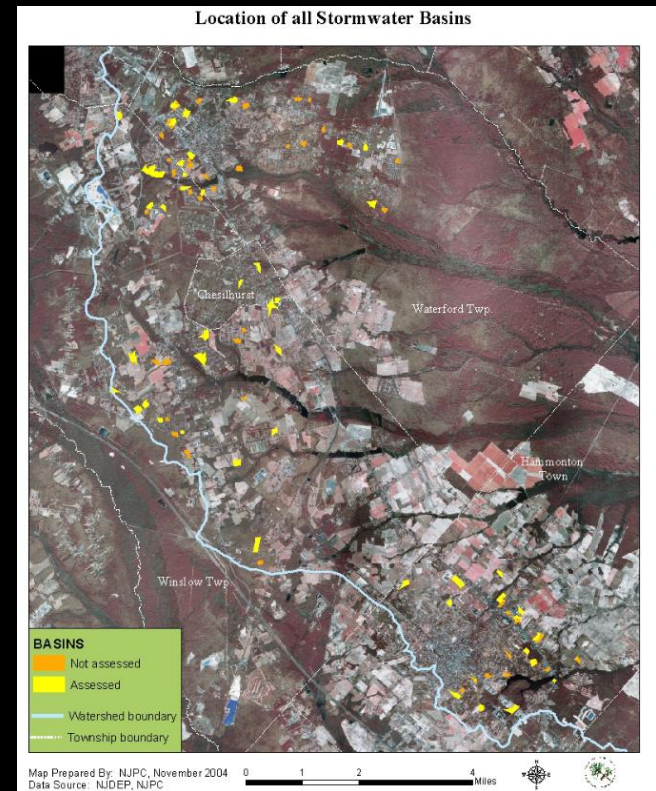 Location of all Stormwater Basins
Chesilhurst
Waterford Twp.
Hammonton
Town
Winslow Twp.
BASINS
Not assessed
Assessed
Watershed boundary
Township boundary
Map Prepared By: NJPC, November 2004
Data Source: NJDEP, NJPC
0 1 2 4
Miles